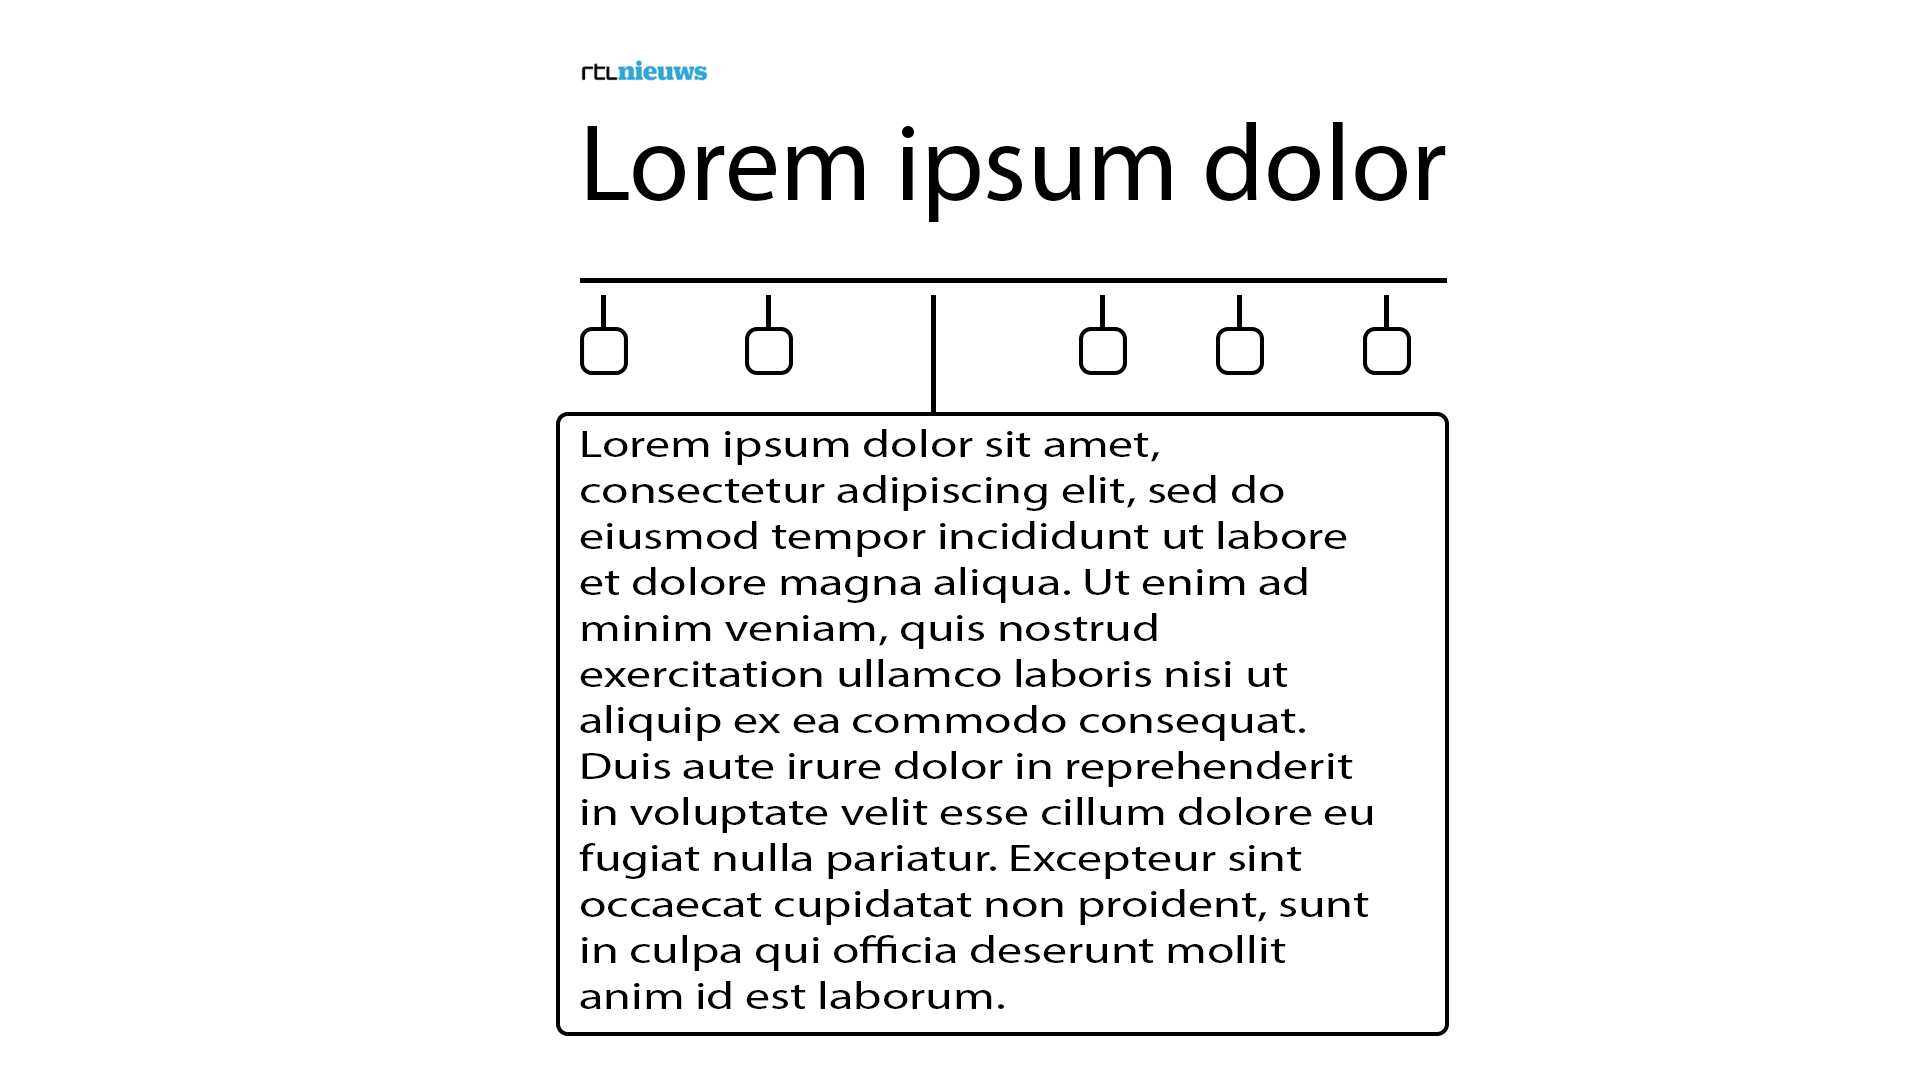 rtlnieuws
Lorem ipsum dolor
Lorem ipsum dolor sit amet,
consectetur adipiscing elit, sed do
eiusmod tempor incididunt ut labore
et dolore magna aliqua. Ut enim ad
minim veniam, quis nostrud
exercitation ullamco laboris nisi ut
aliquip ex ea commodo consequat.
Duis aute irure dolor in reprehenderit
in voluptate velit esse cillum dolore eu
fugiat nulla pariatur. Excepteur sint
occaecat cupidatat non proident, sunt
in culpa qui officia deserunt mollit
anim id est laborum.